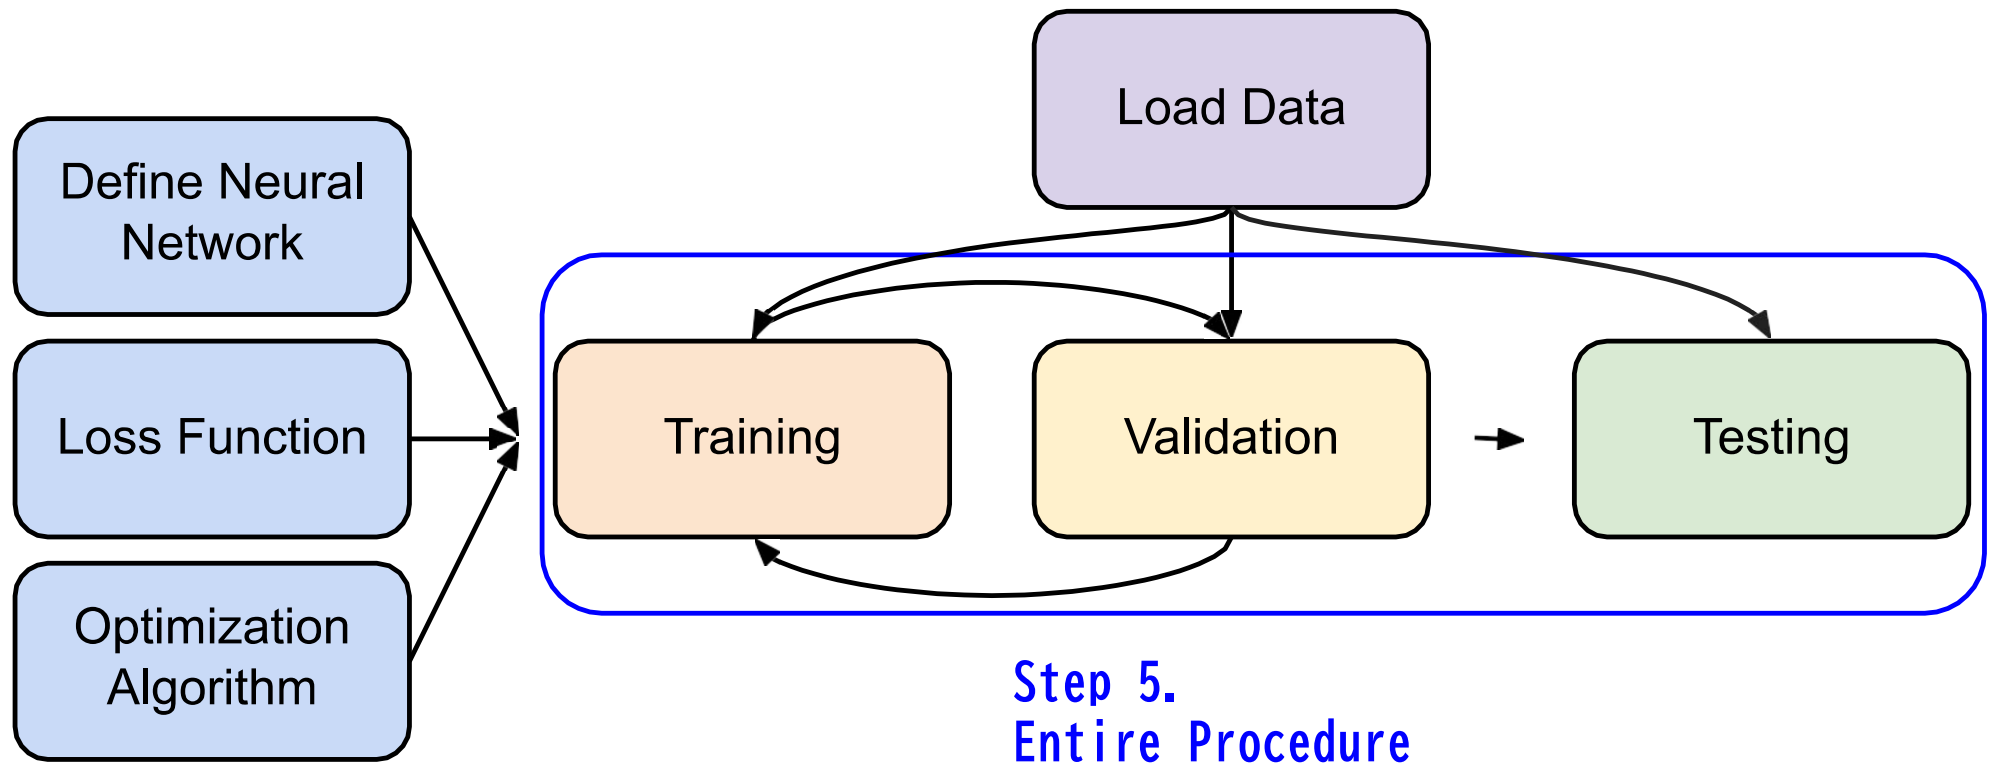 Load Data
Define Neural
Network
Loss Function
Optimization
Algorithm
Training
Validation
Testing
Step 5.
Entire Procedure